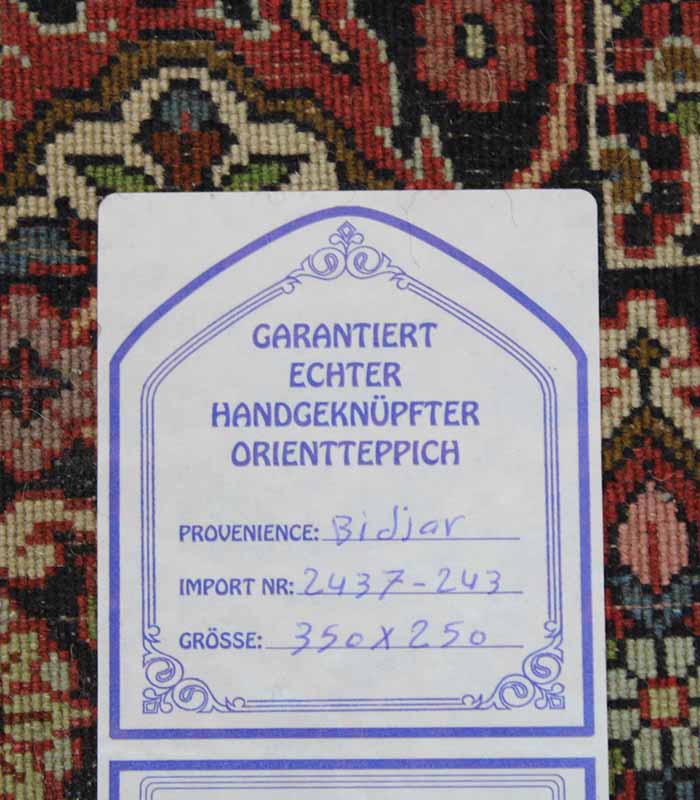 GARANTIERT
ECHTER
HANDGEKNÜPFTER
ORIENTTEPPICH
PROVENIENCE: Bidjar
IMPORT NR: 2437-243
GRÖSSE: 350x250